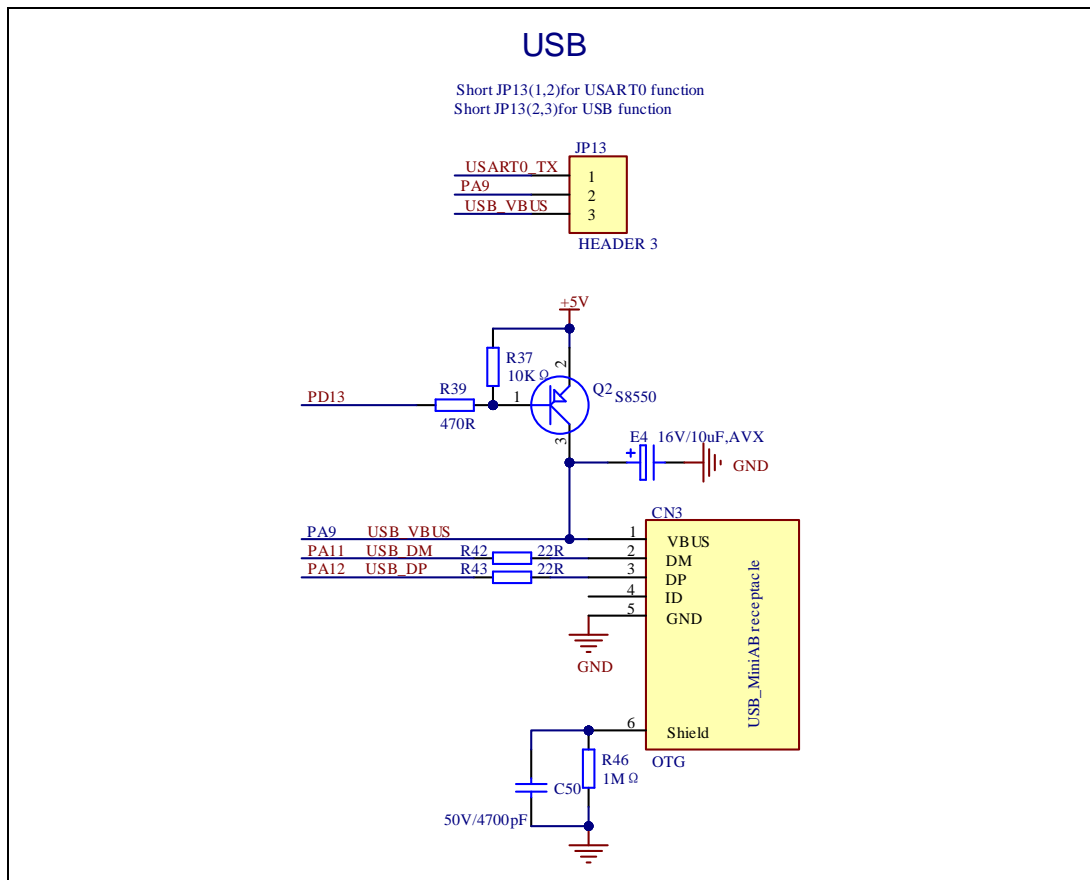 USB
Short JP13(1,2)for USART0 function
Short JP13(2,3)for USB function
JP13
USART0_TX
1
PA9
2
USB_VBUS
3
HEADER 3
+5V
R37
10KΩ
2
Q2
S8550
PD13
R39
470R
1
3
E4 16V/10uF,AVX
GND
CN3
PA9 USB_VBUS
1 VBUS
PA11 USB_DM R42 22R 2 DM
PA12 USB_DP R43 22R 3 DP
4 ID
5 GND
GND
USB_MiniAB receptacle
6 Shield
OTG
R46
1MΩ
C50
50V/4700pF